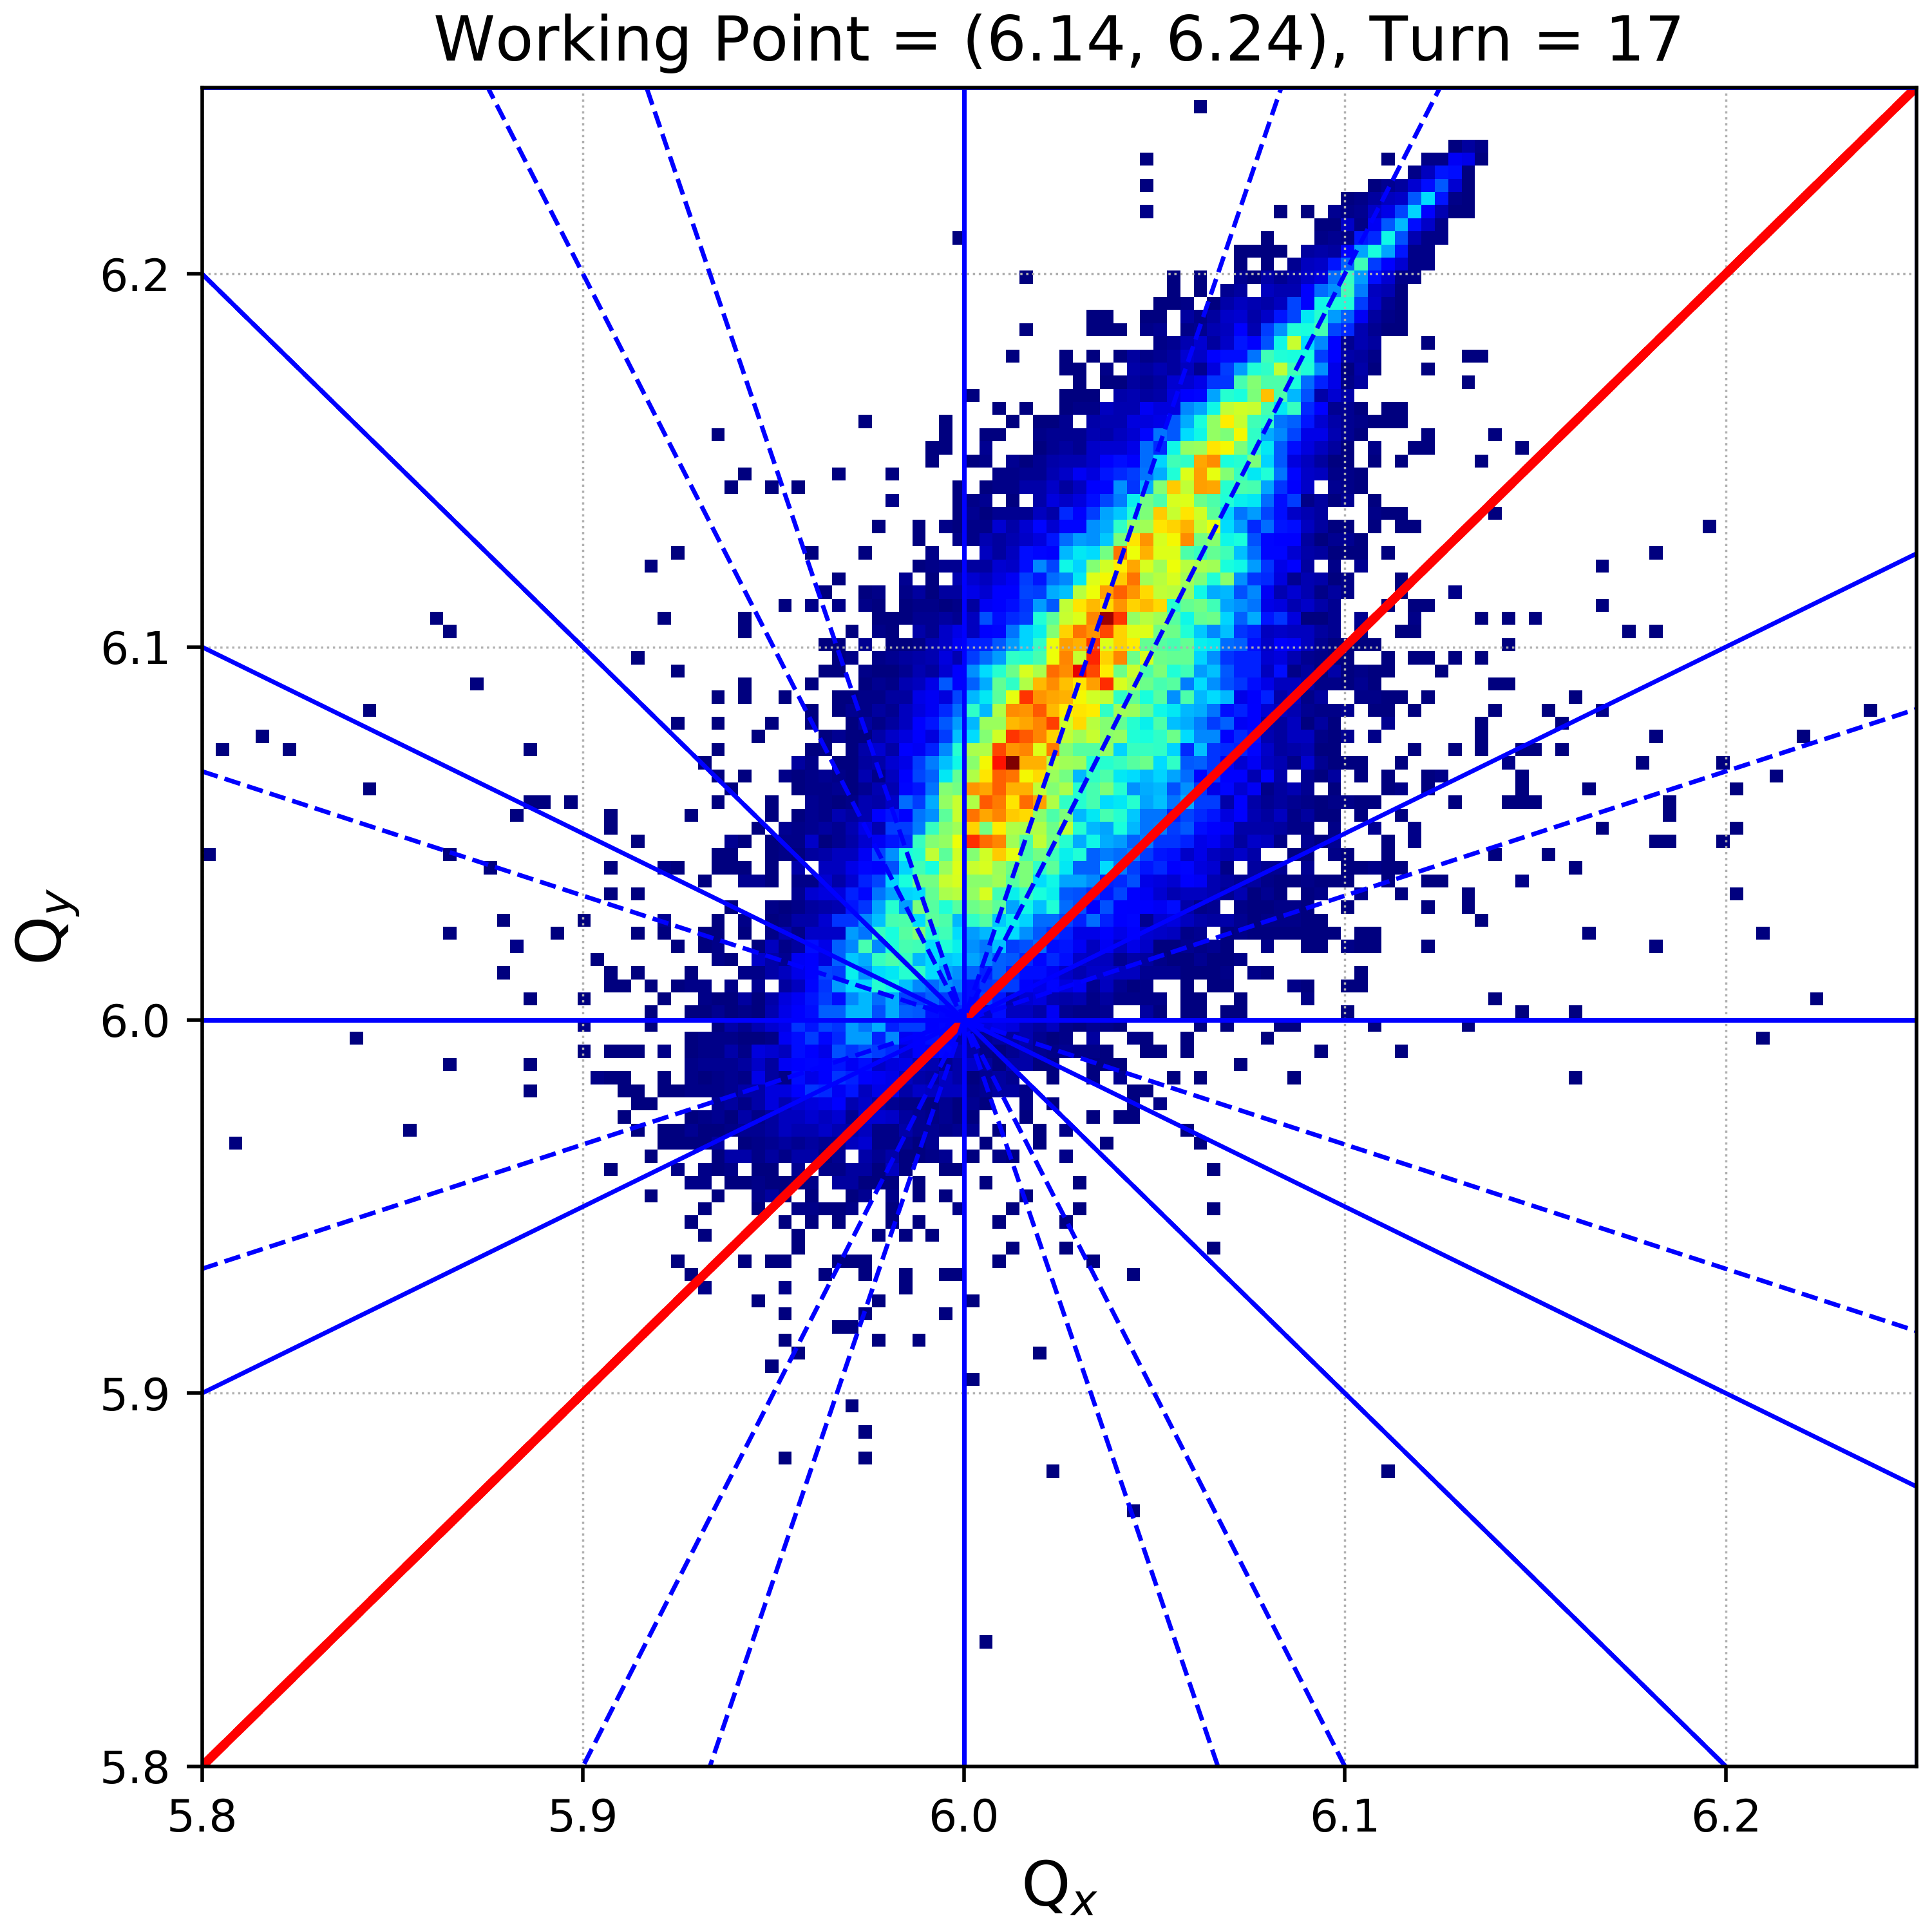 Working Point = (6.14, 6.24), Turn = 17
6.2
6.1
6.0
5.9
5.8
Qy
5.8 5.9 6.0 6.1 6.2
Qx